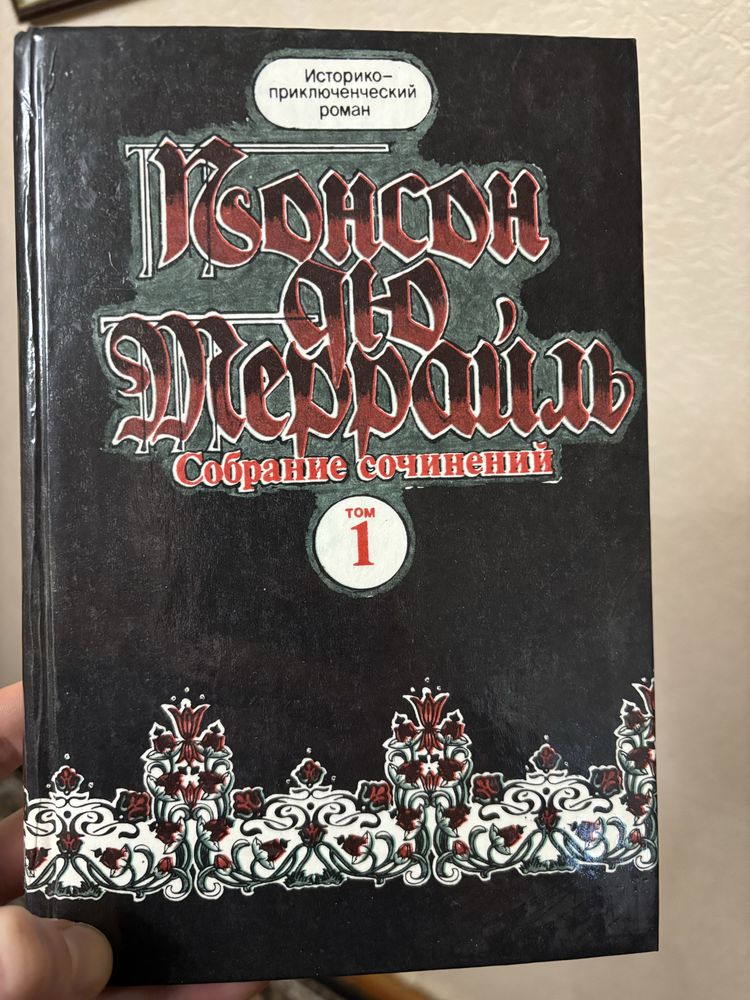 Историко-
приключенческий
роман
Понсон
дю
Террайль
Собрание сочинений
ТОМ
1